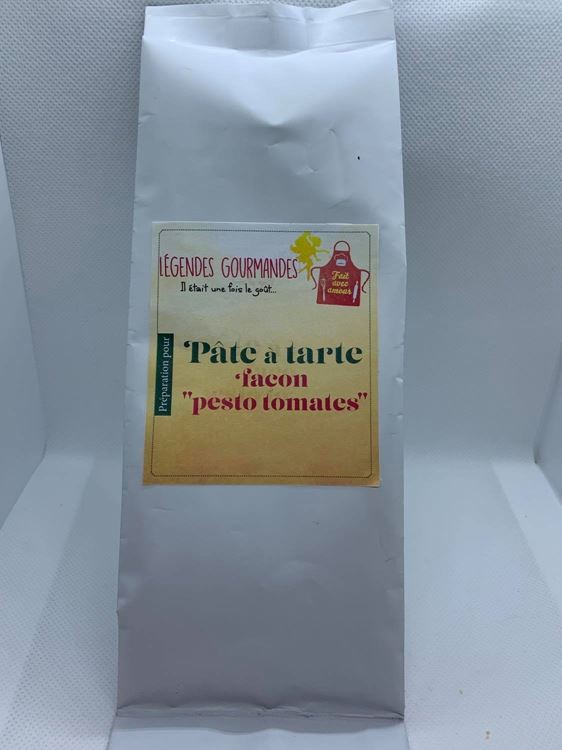 LÉGENDES GOURMANDES
Il était une fois le goût...
Fait
avec
amour
Préparation pour
Pâte à tarte
façon
"pesto tomates"